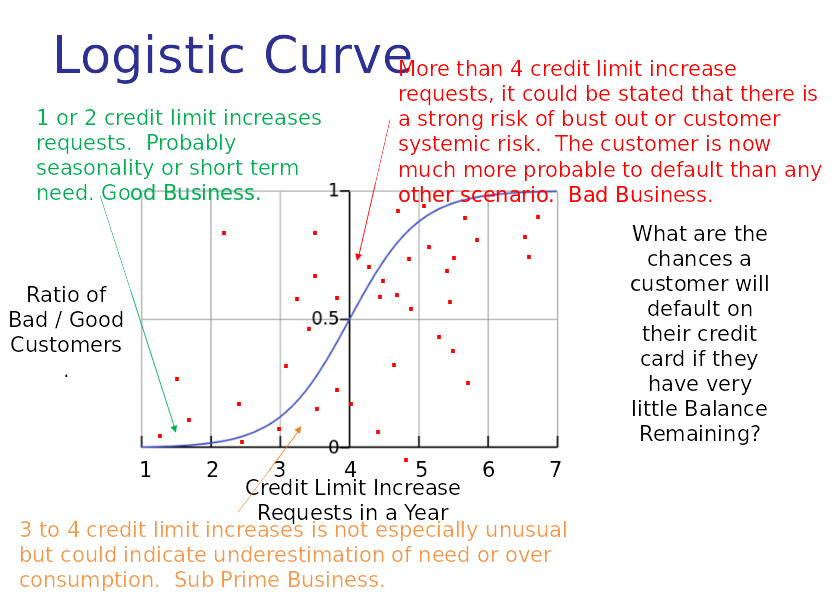 Logistic Curve
More than 4 credit limit increase
requests, it could be stated that there is
a strong risk of bust out or customer
systemic risk.  The customer is now
much more probable to default than any
other scenario.  Bad Business.
1 or 2 credit limit increases
requests.  Probably
seasonality or short term
need. Good Business.
What are the
chances a
customer will
default on
their credit
card if they
have very
little Balance
Remaining?
Ratio of
Bad / Good
Customers
.
1
0.5
0
1 2 3 4 5 6 7
Credit Limit Increase
Requests in a Year
3 to 4 credit limit increases is not especially unusual
but could indicate underestimation of need or over
consumption.  Sub Prime Business.